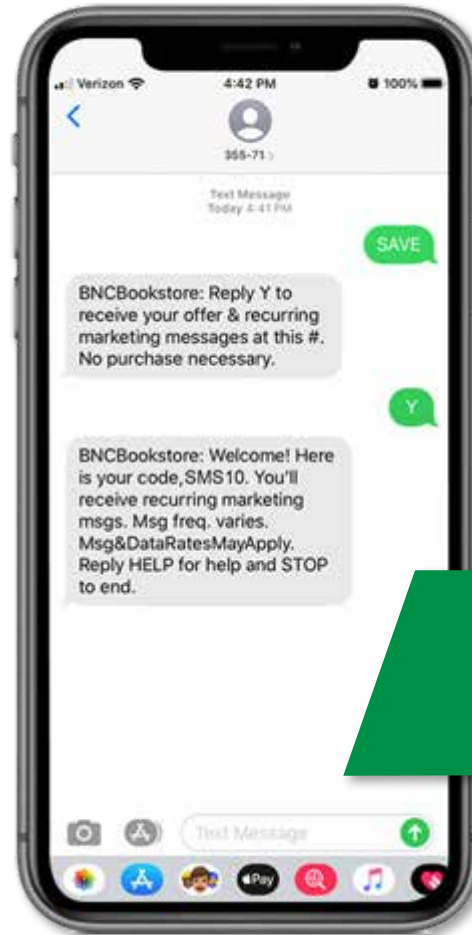 Verizon 4:42 PM 100%
355-71 >
Text Message
Today 4:41 PM
SAVE
BNCBookstore: Reply Y to
receive your offer & recurring
marketing messages at this #.
No purchase necessary.
Y
BNCBookstore: Welcome! Here
is your code,SMS10. You'll
receive recurring marketing
msgs. Msg freq. varies.
Msg&DataRatesMayApply.
Reply HELP for help and STOP
to end.
Text Message
Pay